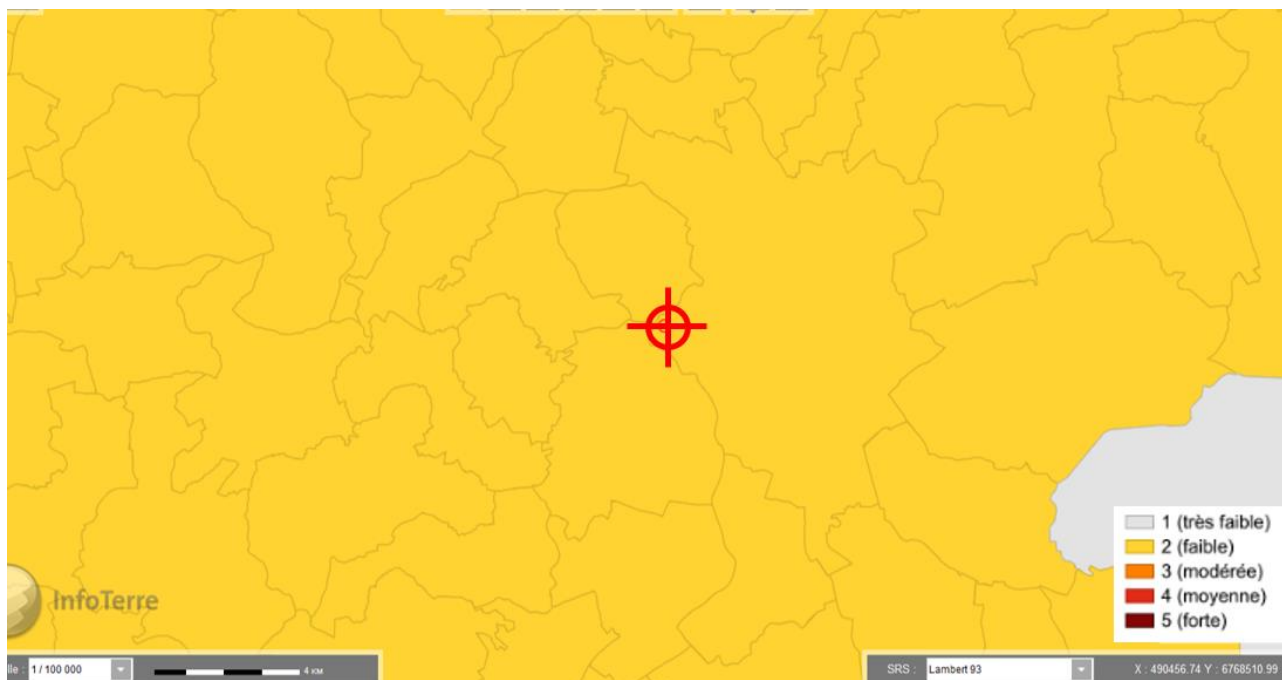 1 (très faible)
2 (faible)
3 (modérée)
4 (moyenne)
5 (forte)
InfoTerre
lle : 1 / 100 000
4 KM
SRS : Lambert 93
X : 490456.74 Y : 6768510.99